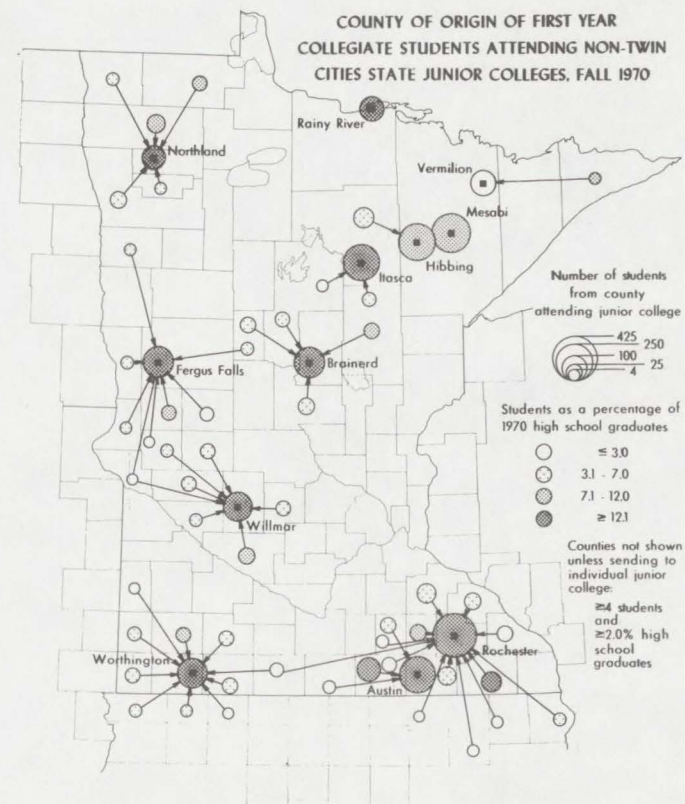 COUNTY OF ORIGIN OF FIRST YEAR
COLLEGIATE STUDENTS ATTENDING NON-TWIN
CITIES STATE JUNIOR COLLEGES, FALL 1970
Rainy River
Northland
Vermilion
Mesabi
Hibbing
Itasca
Number of students
from county
attending junior college
425
250
100
25
4
Fergus Falls
Brainerd
Students as a percentage of
1970 high school graduates
≤ 3.0
3.1 - 7.0
7.1 - 12.0
≥ 12.1
Willmar
Counties not shown
unless sending to
individual junior
college:
≥4 students
and
≥2.0% high
school
graduates
Worthington
Rochester
Austin